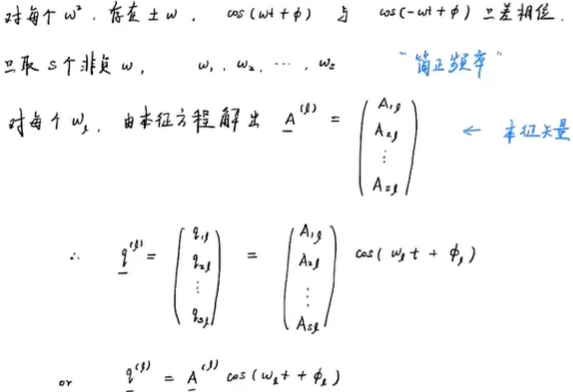 对每个 ω², 存在 ±ω, cos(ωt+φ) 与 cos(-ωt+φ) 只差相位.
只取 s个非负 ω, ω₁, ω₂, ⋯, ωₛ "简正频率"
对每个 ωₗ, 由本征方程解出 A⁽ˡ⁾ = (A₁ₗ A₂ₗ ⋮ Aₛₗ) ← 本征矢量
∴ q⁽ˡ⁾ = (q₁ₗ q₂ₗ ⋮ qₛₗ) = (A₁ₗ A₂ₗ ⋮ Aₛₗ) cos(ωₗt + φₗ)
or q⁽ˡ⁾ = A⁽ˡ⁾ cos(ωₗt + φₗ)